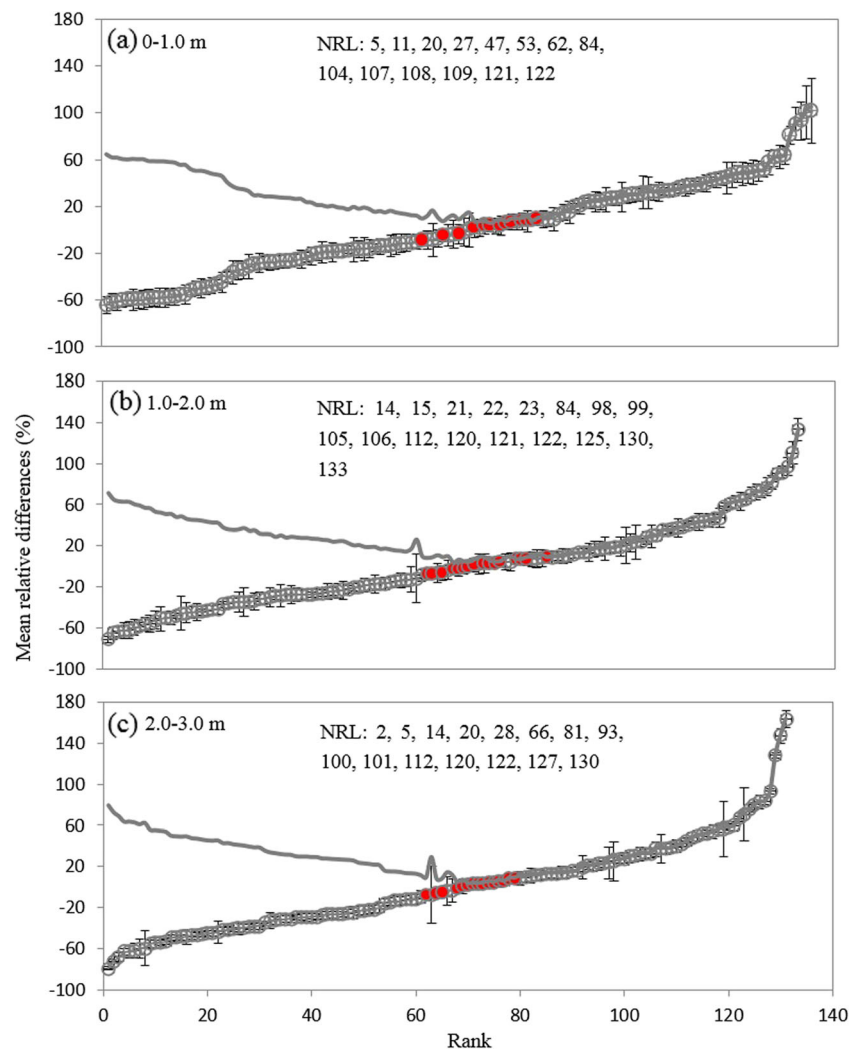 180
(a) 0-1.0 m
NRL: 5, 11, 20, 27, 47, 53, 62, 84,
104, 107, 108, 109, 121, 122
140
100
60
20
-20
-60
-100
180
(b) 1.0-2.0 m
NRL: 14, 15, 21, 22, 23, 84, 98, 99,
105, 106, 112, 120, 121, 122, 125, 130,
133
140
100
60
20
-20
-60
-100
Mean relative differences (%)
180
(c) 2.0-3.0 m
NRL: 2, 5, 14, 20, 28, 66, 81, 93,
100, 101, 112, 120, 122, 127, 130
140
100
60
20
-20
-60
-100
0 20 40 60 80 100 120 140
Rank